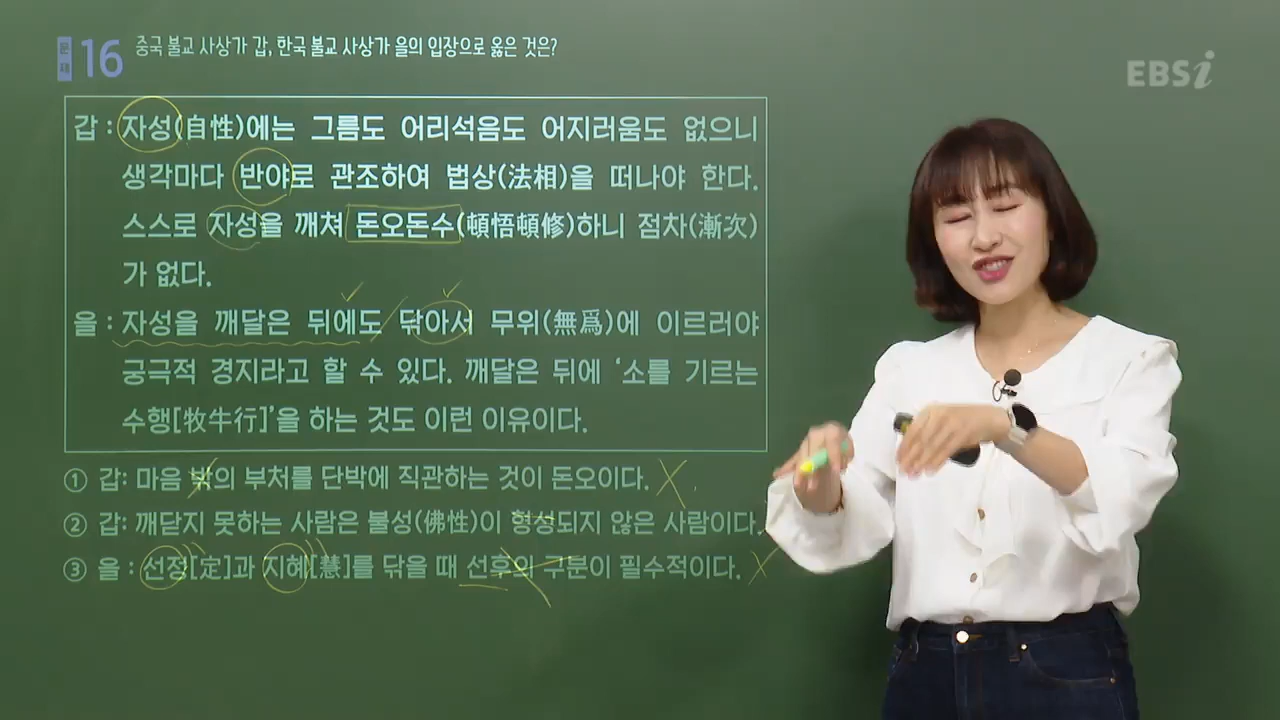 문제 16 중국 불교 사상가 갑, 한국 불교 사상가 을의 입장으로 옳은 것은?
EBSi
갑 : 자성(自性)에는 그름도 어리석음도 어지러움도 없으니
생각마다 반야로 관조하여 법상(法相)을 떠나야 한다.
스스로 자성을 깨쳐 돈오돈수(頓悟頓修)하니 점차(漸次)
가 없다.
을 : 자성을 깨달은 뒤에도 닦아서 무위(無爲)에 이르러야
궁극적 경지라고 할 수 있다. 깨달은 뒤에 ‘소를 기르는
수행[牧牛行]’을 하는 것도 이런 이유이다.
① 갑: 마음 밖의 부처를 단박에 직관하는 것이 돈오이다.
② 갑: 깨닫지 못하는 사람은 불성(佛性)이 형성되지 않은 사람이다.
③ 을 : 선정[定]과 지혜[慧]를 닦을 때 선후의 구분이 필수적이다.